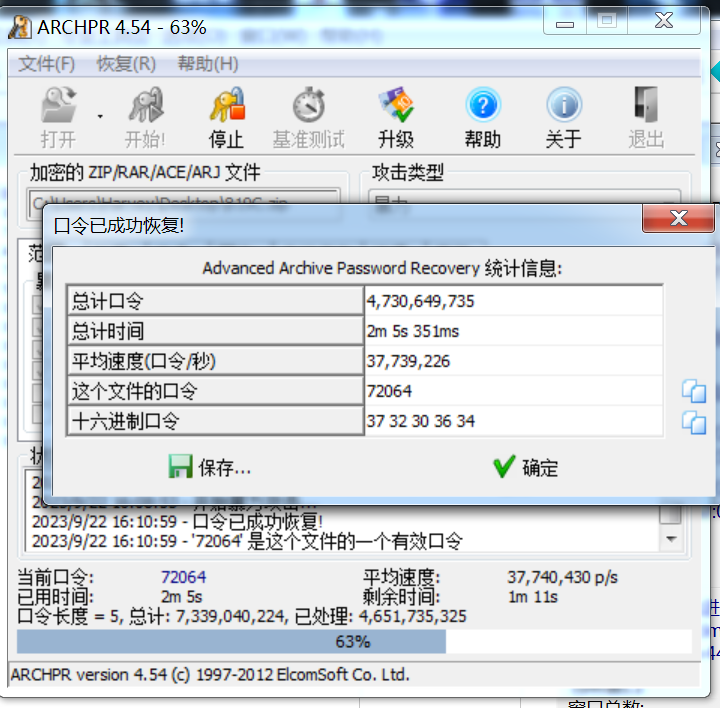 ARCHPR 4.54 - 63%
文件(F) 恢复(R) 帮助(H)
打开 开始! 停止 基准测试 升级 帮助 关于 退出
加密的 ZIP/RAR/ACE/ARJ 文件 攻击类型
口令已成功恢复!
Advanced Archive Password Recovery 统计信息:
总计口令 4,730,649,735
总计时间 2m 5s 351ms
平均速度(口令/秒) 37,739,226
这个文件的口令 72064
十六进制口令 37 32 30 36 34
保存... 确定
2023/9/22 16:10:59 - 口令已成功恢复!
2023/9/22 16:10:59 - '72064' 是这个文件的一个有效口令
当前口令: 72064 平均速度: 37,740,430 p/s
已用时间: 2m 5s 剩余时间: 1m 11s
口令长度 = 5, 总计: 7,339,040,224, 已处理: 4,651,735,325
63%
ARCHPR version 4.54 (c) 1997-2012 ElcomSoft Co. Ltd.